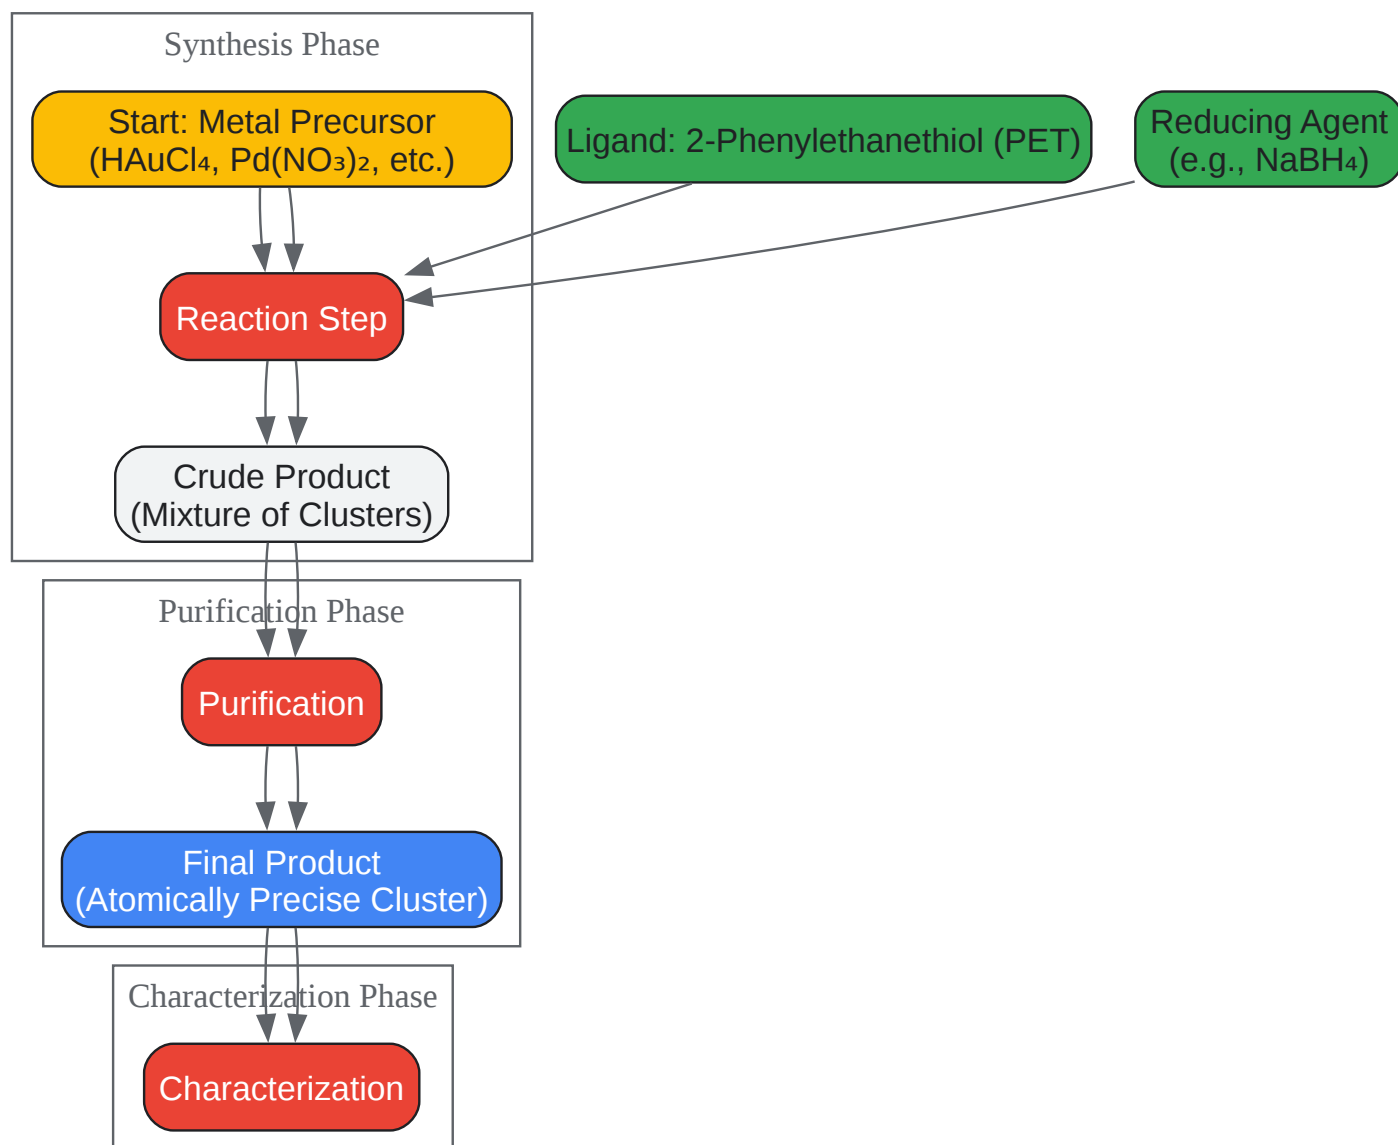 Synthesis Phase
Start: Metal Precursor
(HAuCl₄, Pd(NO₃)₂, etc.)
Ligand: 2-Phenylethanethiol (PET)
Reducing Agent
(e.g., NaBH₄)
Reaction Step
Crude Product
(Mixture of Clusters)
Purification Phase
Purification
Final Product
(Atomically Precise Cluster)
Characterization Phase
Characterization